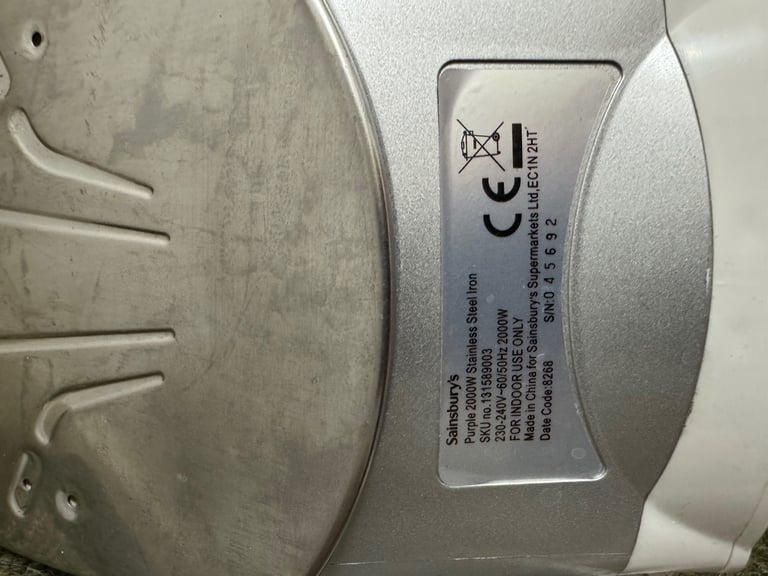 Sainsbury's
Purple 2000W Stainless Steel Iron
SKU no.131589003
230-240V~60/50Hz 2000W
FOR INDOOR USE ONLY
Made in China for Sainsbury's Supermarkets Ltd,EC1N 2HT
Date Code:8268 S/N:0 4 5 6 9 2
CE